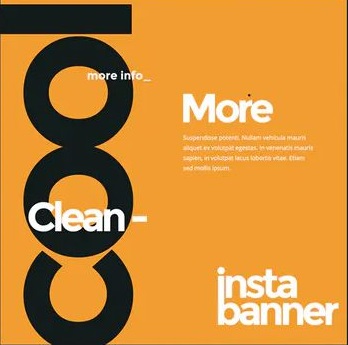 cool
more info_
More
Suspendisse potenti. Nullam vehicula mauris
aliquet ex volutpat egestas. In venenatis mauris
sapien, in volutpat lacus lobortis vitae. Etiam
sed mollis ipsum.
Clean -
insta
banner